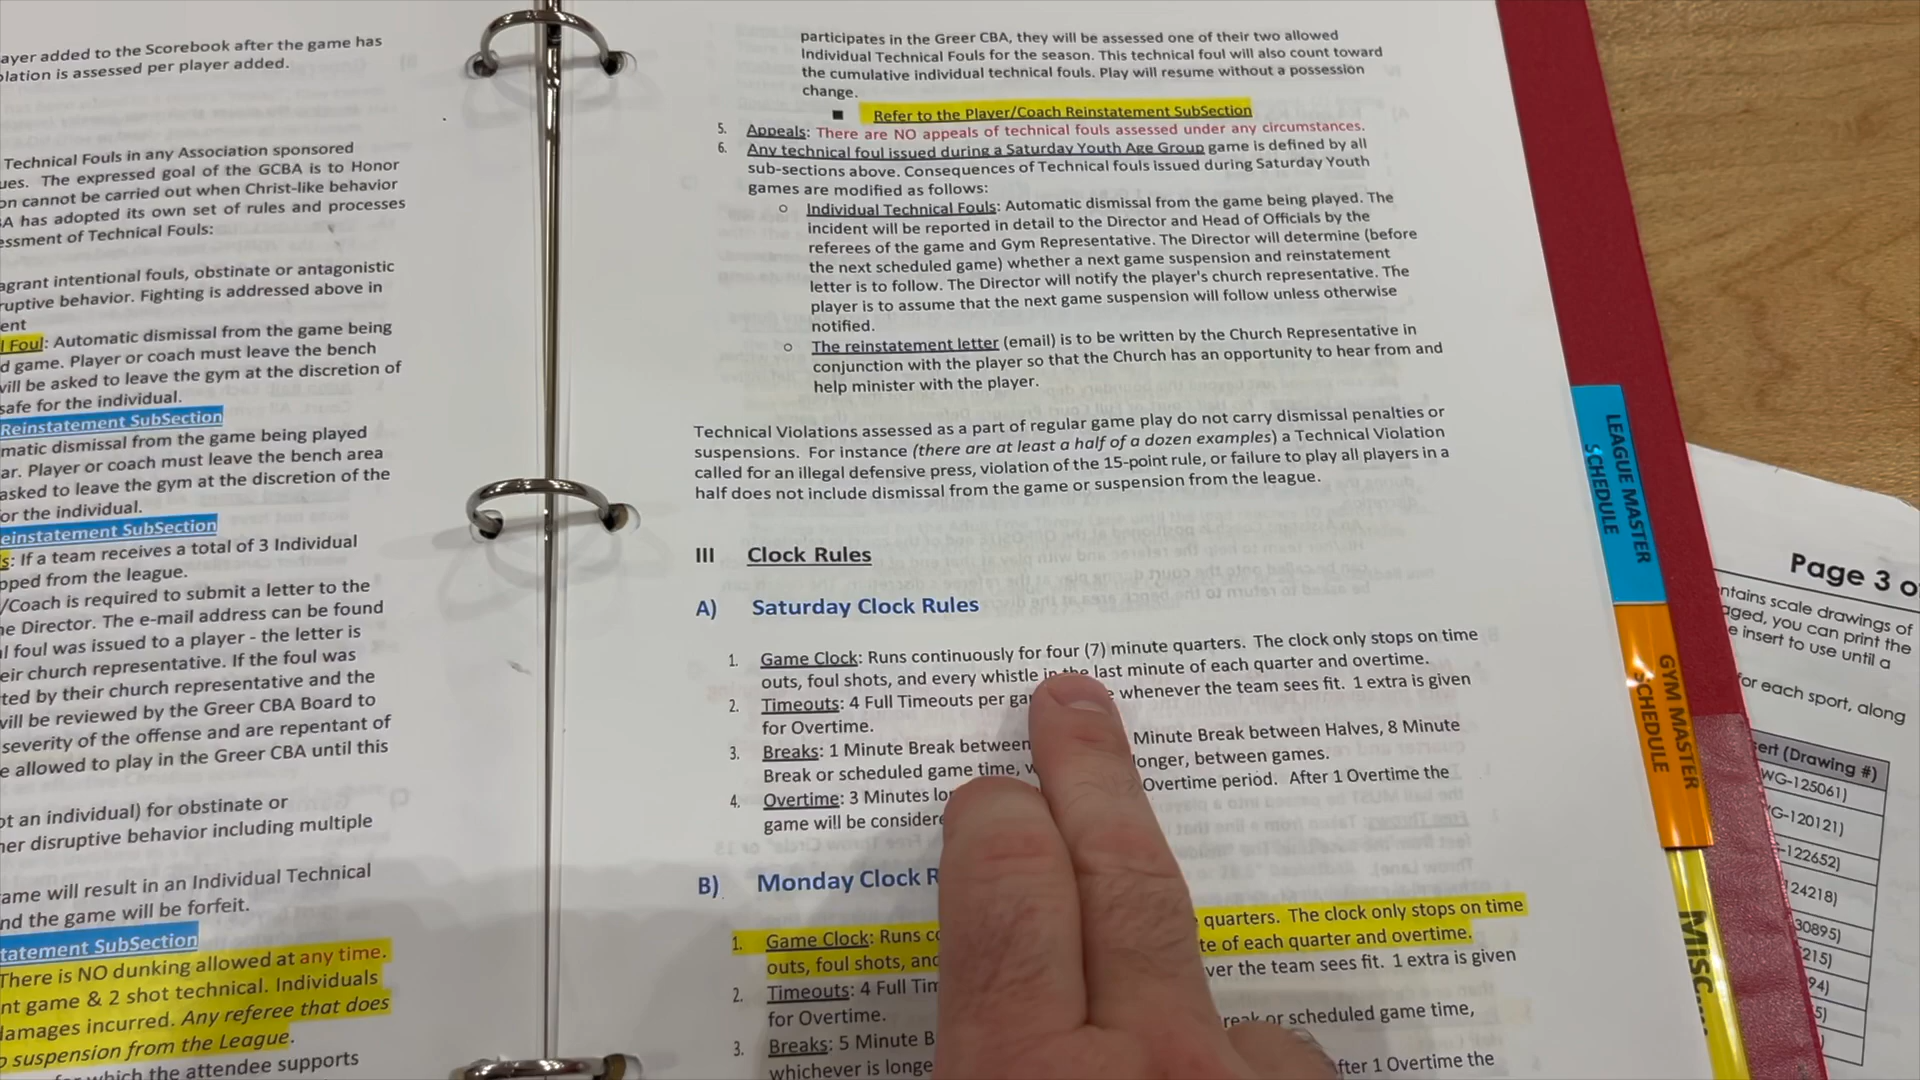 ayer added to the Scorebook after the game has
olation is assessed per player added.
Technical Fouls in any Association sponsored
ues. The expressed goal of the GCBA is to Honor
on cannot be carried out when Christ-like behavior
A has adopted its own set of rules and processes
essment of Technical Fouls:
agrant intentional fouls, obstinate or antagonistic
ruptive behavior. Fighting is addressed above in
ent
l Foul: Automatic dismissal from the game being
d game. Player or coach must leave the bench
will be asked to leave the gym at the discretion of
safe for the individual.
Reinstatement SubSection
matic dismissal from the game being played
ar. Player or coach must leave the bench area
asked to leave the gym at the discretion of the
or the individual.
einstatement SubSection
s: If a team receives a total of 3 Individual
pped from the league.
/Coach is required to submit a letter to the
he Director. The e-mail address can be found
l foul was issued to a player - the letter is
eir church representative. If the foul was
ted by their church representative and the
will be reviewed by the Greer CBA Board to
severity of the offense and are repentant of
e allowed to play in the Greer CBA until this
ot an individual) for obstinate or
her disruptive behavior including multiple
ame will result in an Individual Technical
nd the game will be forfeit.
tatement SubSection
There is NO dunking allowed at any time.
nt game & 2 shot technical. Individuals
damages incurred. Any referee that does
o suspension from the League.
for which the attendee supports
participates in the Greer CBA, they will be assessed one of their two allowed
Individual Technical Fouls for the season. This technical foul will also count toward
the cumulative individual technical fouls. Play will resume without a possession
change.
■ Refer to the Player/Coach Reinstatement SubSection
5. Appeals: There are NO appeals of technical fouls assessed under any circumstances.
6. Any technical foul issued during a Saturday Youth Age Group game is defined by all
sub-sections above. Consequences of Technical fouls issued during Saturday Youth
games are modified as follows:
o Individual Technical Fouls: Automatic dismissal from the game being played. The
incident will be reported in detail to the Director and Head of Officials by the
referees of the game and Gym Representative. The Director will determine (before
the next scheduled game) whether a next game suspension and reinstatement
letter is to follow. The Director will notify the player's church representative. The
player is to assume that the next game suspension will follow unless otherwise
notified.
o The reinstatement letter (email) is to be written by the Church Representative in
conjunction with the player so that the Church has an opportunity to hear from and
help minister with the player.
Technical Violations assessed as a part of regular game play do not carry dismissal penalties or
suspensions. For instance (there are at least a half of a dozen examples) a Technical Violation
called for an illegal defensive press, violation of the 15-point rule, or failure to play all players in a
half does not include dismissal from the game or suspension from the league.
III Clock Rules
A) Saturday Clock Rules
1. Game Clock: Runs continuously for four (7) minute quarters. The clock only stops on time
outs, foul shots, and every whistle in the last minute of each quarter and overtime.
2. Timeouts: 4 Full Timeouts per ga whenever the team sees fit. 1 extra is given
for Overtime.
3. Breaks: 1 Minute Break between Minute Break between Halves, 8 Minute
Break or scheduled game time, w longer, between games.
4. Overtime: 3 Minutes lo Overtime period. After 1 Overtime the
game will be considere
B) Monday Clock R
1. Game Clock: Runs co quarters. The clock only stops on time
outs, foul shots, and te of each quarter and overtime.
2. Timeouts: 4 Full Tim ver the team sees fit. 1 extra is given
for Overtime.
3. Breaks: 5 Minute B reak or scheduled game time,
whichever is longe
fter 1 Overtime the
LEAGUE MASTER
SCHEDULE
GYM MASTER
SCHEDULE
Page 3 o
ntains scale drawings of
aged, you can print the
e insert to use until a
for each sport, along
sert (Drawing #)
WG-125061)
G-120121)
-122652)
124218)
30895)
215)
94)
5)
)